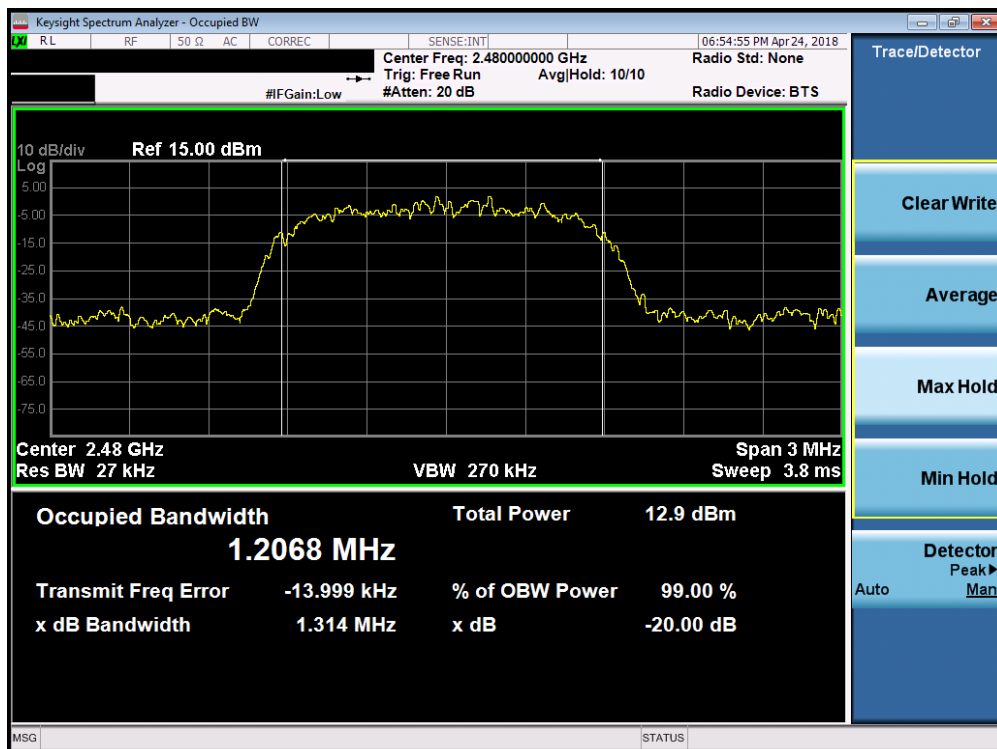 Keysight Spectrum Analyzer - Occupied BW
LXI RL RF 50 Ω AC CORREC SENSE:INT 06:54:55 PM Apr 24, 2018
Center Freq: 2.480000000 GHz Radio Std: None
Trig: Free Run Avg|Hold: 10/10
#IFGain:Low #Atten: 20 dB Radio Device: BTS
10 dB/div Ref 15.00 dBm
Log
5.00
-5.00
-15.0
-25.0
-35.0
-45.0
-55.0
-65.0
-75.0
Center 2.48 GHz Span 3 MHz
Res BW 27 kHz VBW 270 kHz Sweep 3.8 ms
Occupied Bandwidth Total Power 12.9 dBm
1.2068 MHz
Transmit Freq Error -13.999 kHz % of OBW Power 99.00 %
x dB Bandwidth 1.314 MHz x dB -20.00 dB
MSG STATUS
Trace/Detector
Clear Write
Average
Max Hold
Min Hold
Detector
Peak▶
Auto Man